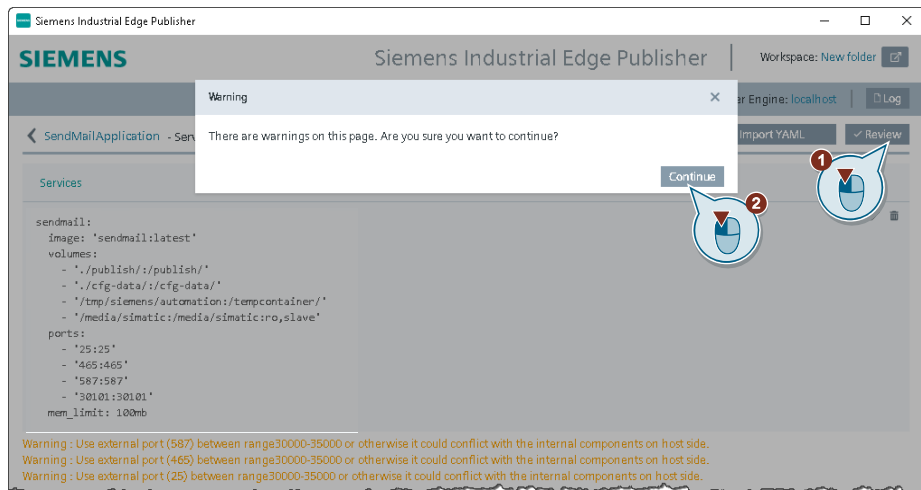 Siemens Industrial Edge Publisher
SIEMENS
Siemens Industrial Edge Publisher
Workspace: New folder
er Engine: localhost
Log
Warning
There are warnings on this page. Are you sure you want to continue?
Continue
SendMailApplication - Serv
Import YAML
Review
1
2
Services
sendmail:
image: 'sendmail:latest'
volumes:
- './publish/:/publish/'
- './cfg-data/:/cfg-data/'
- '/tmp/siemens/automation:/tempcontainer/'
- '/media/simatic:/media/simatic:ro,slave'
ports:
- '25:25'
- '465:465'
- '587:587'
- '30101:30101'
mem_limit: 100mb
Warning : Use external port (587) between range30000-35000 or otherwise it could conflict with the internal components on host side.
Warning : Use external port (465) between range30000-35000 or otherwise it could conflict with the internal components on host side.
Warning : Use external port (25) between range30000-35000 or otherwise it could conflict with the internal components on host side.